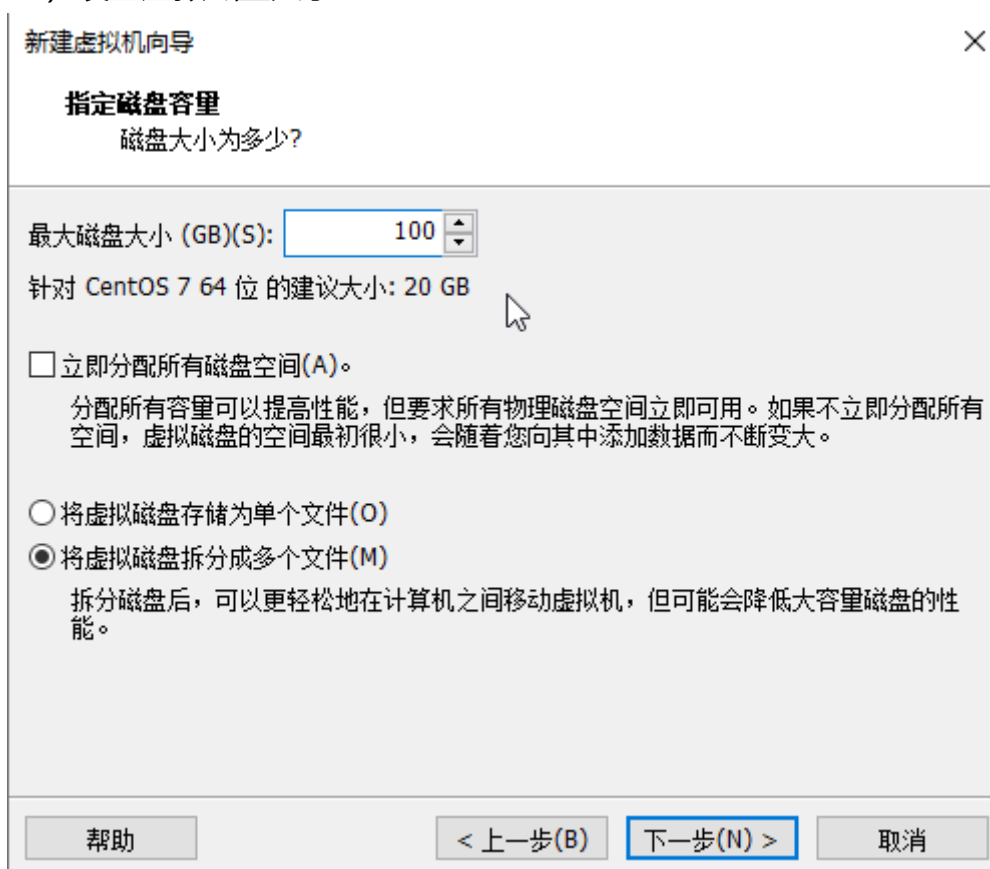 新建虚拟机向导
指定磁盘容量
磁盘大小为多少?
最大磁盘大小 (GB)(S): 100
针对 CentOS 7 64 位 的建议大小: 20 GB
立即分配所有磁盘空间(A)。
分配所有容量可以提高性能，但要求所有物理磁盘空间立即可用。如果不立即分配所有
空间，虚拟磁盘的空间最初很小，会随着您向其中添加数据而不断变大。
将虚拟磁盘存储为单个文件(O)
将虚拟磁盘拆分成多个文件(M)
拆分磁盘后，可以更轻松地在计算机之间移动虚拟机，但可能会降低大容量磁盘的性
能。
帮助 < 上一步(B) 下一步(N) > 取消